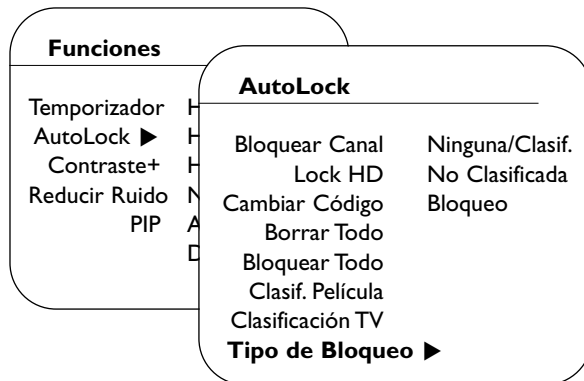 Funciones
Temporizador H
AutoLock ▶ H
Contraste+ H
Reducir Ruido N
PIP A
D
AutoLock
Bloquear Canal Ninguna/Clasif.
Lock HD No Clasificada
Cambiar Código Bloqueo
Borrar Todo
Bloquear Todo
Clasif. Película
Clasificación TV
Tipo de Bloqueo ▶